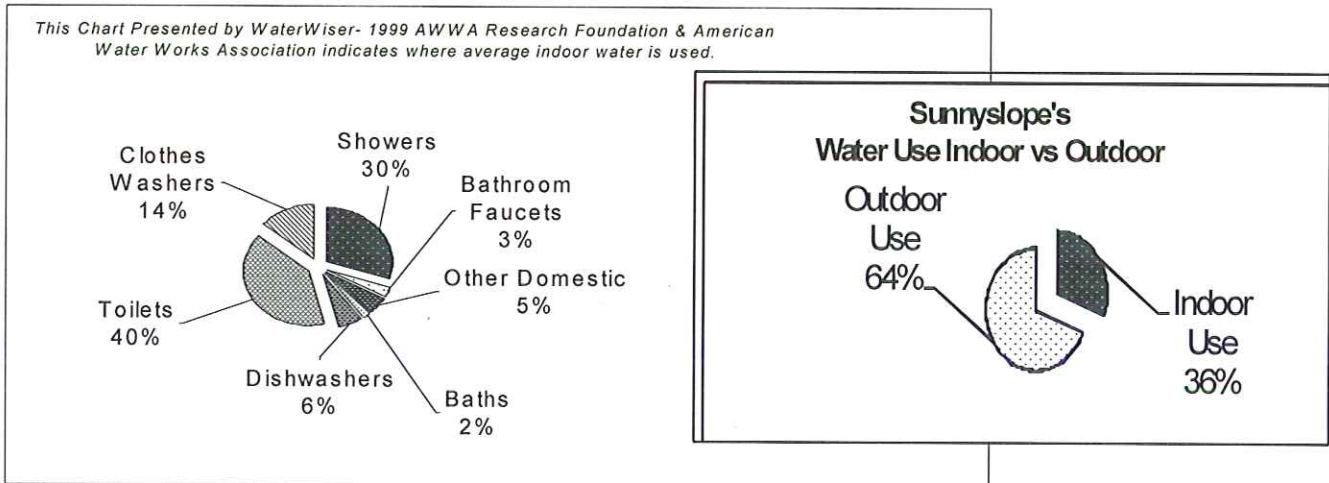 This Chart Presented by WaterWiser- 1999 AWWA Research Foundation & American
Water Works Association indicates where average indoor water is used.
Clothes
Washers
14%
Showers
30%
Bathroom
Faucets
3%
Other Domestic
5%
Toilets
40%
Dishwashers
6%
Baths
2%
Sunnyslope's
Water Use Indoor vs Outdoor
Outdoor
Use
64%
Indoor
Use
36%